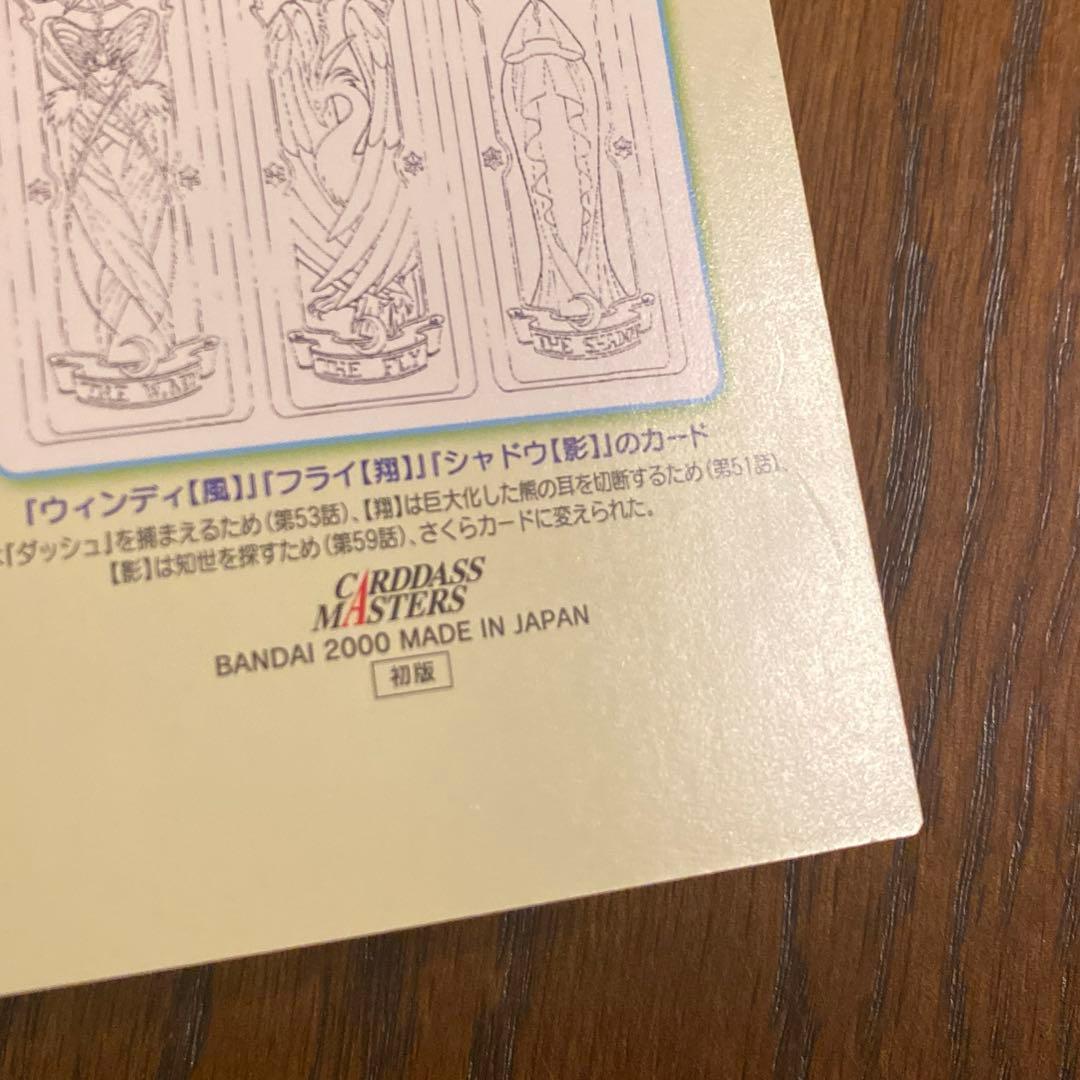 THE FLY
「ウィンディ【風】」「フライ【翔】」「シャドウ【影】」のカード
「ダッシュ」を捕まえるため(第53話)、【翔】は巨大化した熊の耳を切断するため(第51話)、
【影】は知世を探すため(第59話)、さくらカードに変えられた。
CARDDASS
MASTERS
BANDAI 2000 MADE IN JAPAN
初版